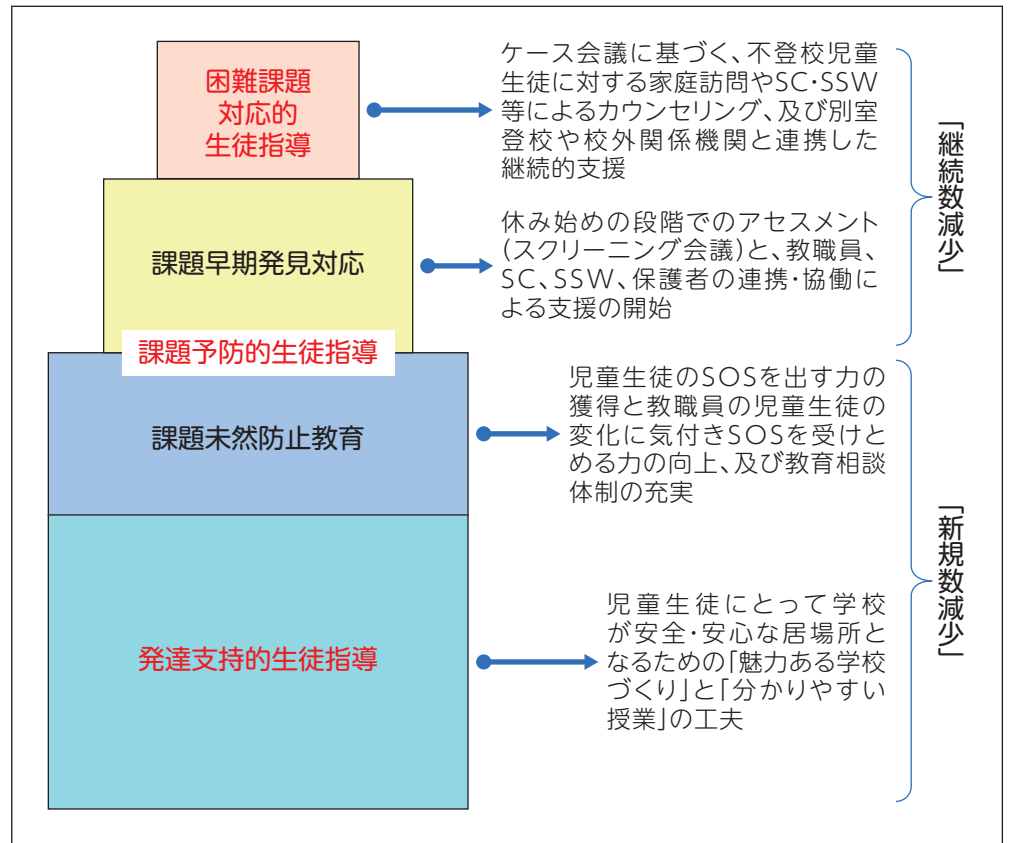 困難課題
対応的
生徒指導
ケース会議に基づく、不登校児童
生徒に対する家庭訪問やSC・SSW
等によるカウンセリング、及び別室
登校や校外関係機関と連携した
継続的支援
課題早期発見対応
休み始めの段階でのアセスメント
(スクリーニング会議)と、教職員、
SC、SSW、保護者の連携・協働に
よる支援の開始
「継続数減少」
課題予防的生徒指導
課題未然防止教育
児童生徒のSOSを出す力の
獲得と教職員の児童生徒の
変化に気付きSOSを受けと
める力の向上、及び教育相談
体制の充実
発達支持的生徒指導
児童生徒にとって学校
が安全・安心な居場所と
なるための「魅力ある学校
づくり」と「分かりやすい
授業」の工夫
「新規数減少」